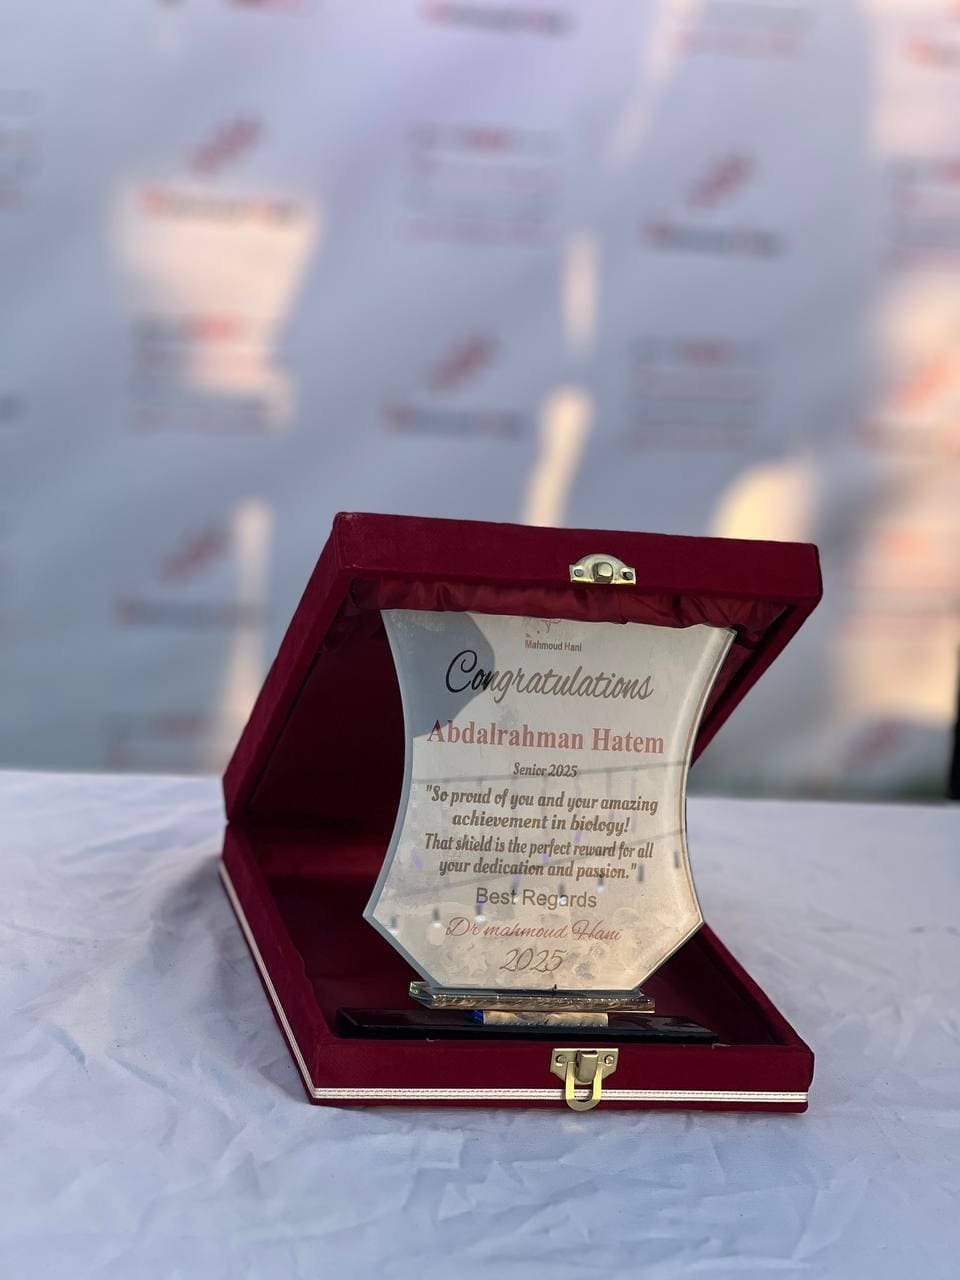 Mahmoud Hani
Congratulations
Abdalrahman Hatem
Senior 2025
"So proud of you and your amazing
achievement in biology!
That shield is the perfect reward for all
your dedication and passion."
Best Regards
Dr mahmoud Hani
2025